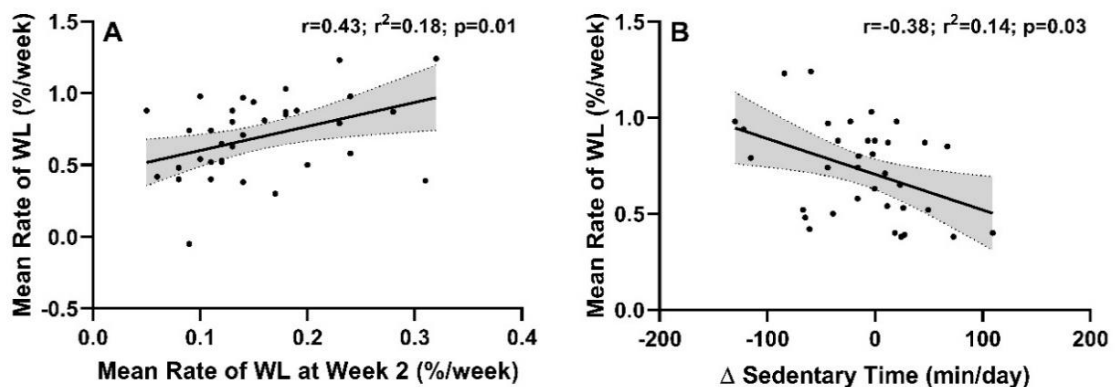 A
r=0.43; r²=0.18; p=0.01
Mean Rate of WL (%/week)
1.5
1.0
0.5
0.0
-0.5
0.0 0.1 0.2 0.3 0.4
Mean Rate of WL at Week 2 (%/week)
B
r=-0.38; r²=0.14; p=0.03
Mean Rate of WL (%/week)
1.5
1.0
0.5
0.0
-200 -100 0 100 200
Δ Sedentary Time (min/day)